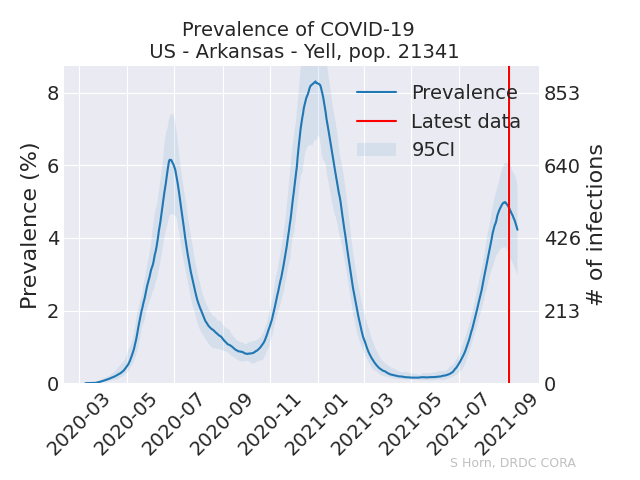 Prevalence of COVID-19
US - Arkansas - Yell, pop. 21341
Prevalence
Latest data
95CI
Prevalence (%)
8
6
4
2
0
853
640
426
213
0
# of infections
2020-03
2020-05
2020-07
2020-09
2020-11
2021-01
2021-03
2021-05
2021-07
2021-09
S Horn, DRDC CORA